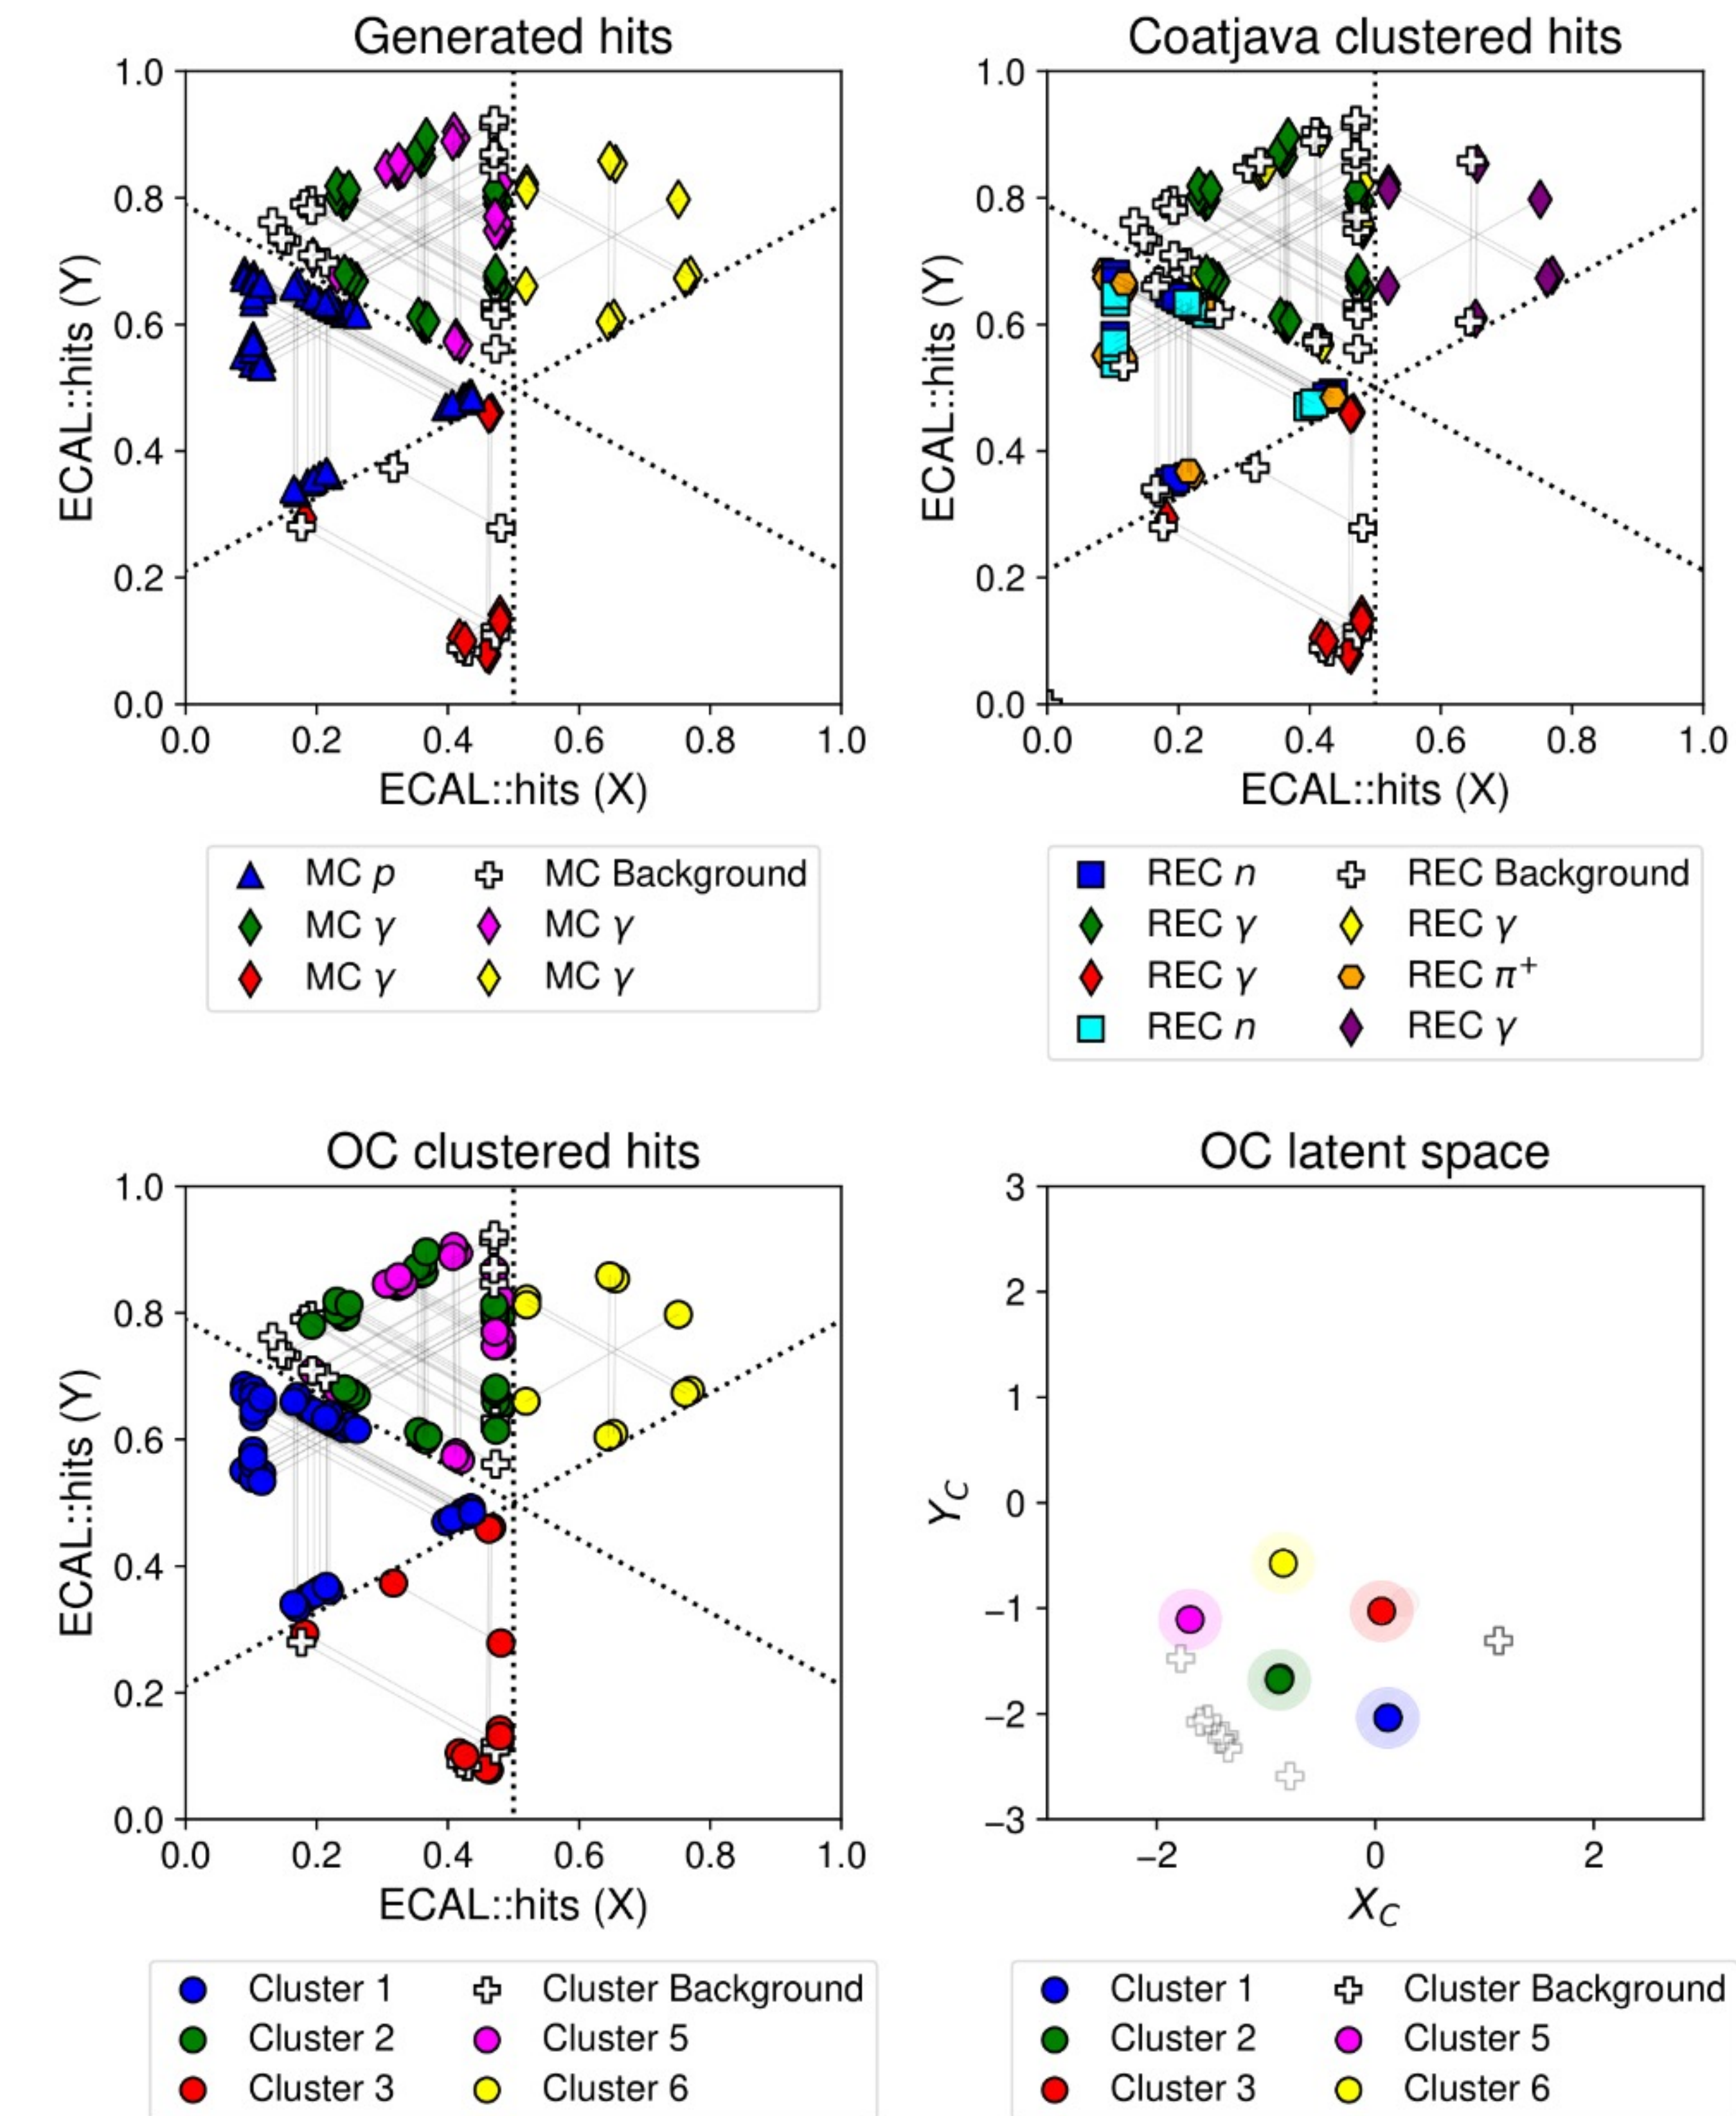 Generated hits
1.0
0.8
0.6
0.4
0.2
0.0
ECAL::hits (Y)
0.0 0.2 0.4 0.6 0.8 1.0
ECAL::hits (X)
MC p MC Background
MC γ MC γ
MC γ MC γ
Coatjava clustered hits
1.0
0.8
0.6
0.4
0.2
0.0
ECAL::hits (Y)
0.0 0.2 0.4 0.6 0.8 1.0
ECAL::hits (X)
REC n REC Background
REC γ REC γ
REC γ REC π⁺
REC n REC γ
OC clustered hits
1.0
0.8
0.6
0.4
0.2
0.0
ECAL::hits (Y)
0.0 0.2 0.4 0.6 0.8 1.0
ECAL::hits (X)
Cluster 1 Cluster Background
Cluster 2 Cluster 5
Cluster 3 Cluster 6
OC latent space
3
2
1
0
−1
−2
−3
Y_C
−2 0 2
X_C
Cluster 1 Cluster Background
Cluster 2 Cluster 5
Cluster 3 Cluster 6